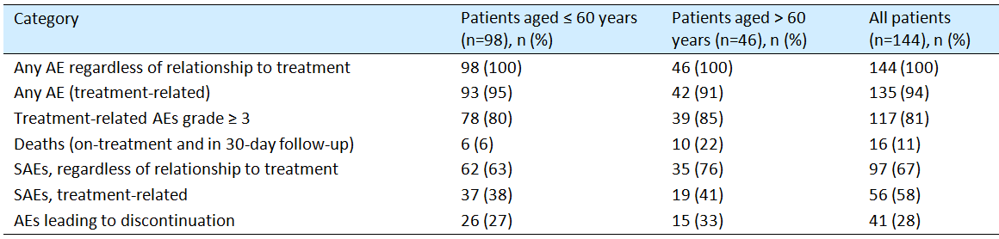 Category Patients aged ≤ 60 years (n=98), n (%) Patients aged > 60 years (n=46), n (%) All patients (n=144), n (%)
Any AE regardless of relationship to treatment 98 (100) 46 (100) 144 (100)
Any AE (treatment-related) 93 (95) 42 (91) 135 (94)
Treatment-related AEs grade ≥ 3 78 (80) 39 (85) 117 (81)
Deaths (on-treatment and in 30-day follow-up) 6 (6) 10 (22) 16 (11)
SAEs, regardless of relationship to treatment 62 (63) 35 (76) 97 (67)
SAEs, treatment-related 37 (38) 19 (41) 56 (58)
AEs leading to discontinuation 26 (27) 15 (33) 41 (28)